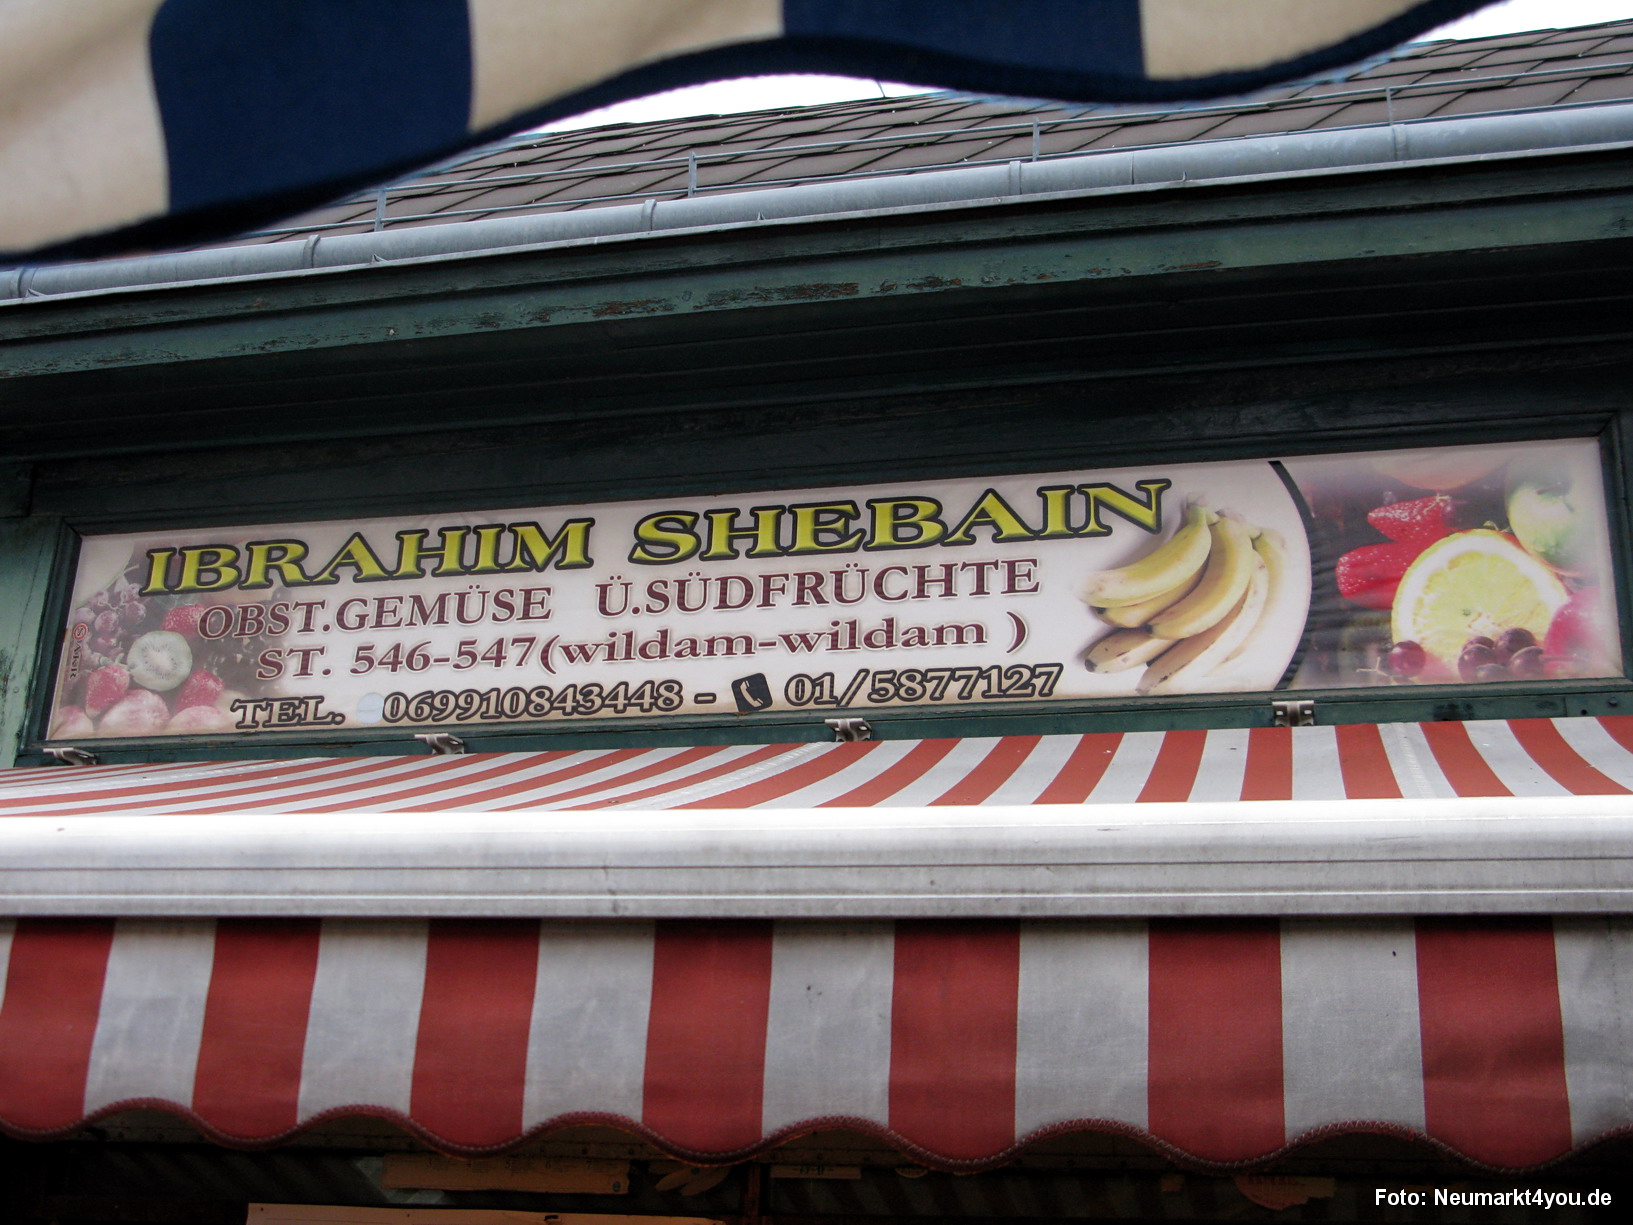 IBRAHIM SHEBAIN
OBST.GEMÜSE Ü.SÜDFRÜCHTE
ST. 546-547(wildam-wildam )
TEL. 069910843448 - 01/5877127
Foto: Neumarkt4you.de